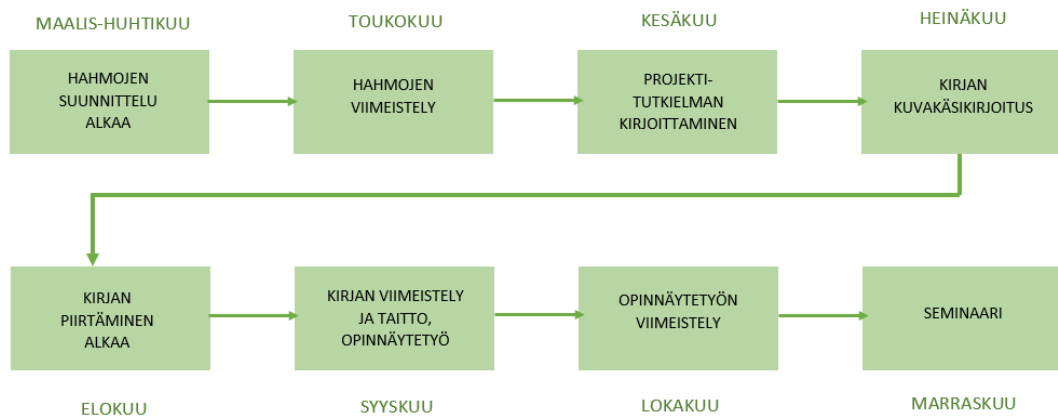 MAALIS-HUHTIKUU
TOUKOKUU
KESÄKUU
HEINÄKUU
HAHMOJEN
SUUNNITTELU
ALKAA
HAHMOJEN
VIIMEISTELY
PROJEKTI-
TUTKIELMAN
KIRJOITTAMINEN
KIRJAN
KUVAKÄSIKIRJOITUS
KIRJAN
PIIRTÄMINEN
ALKAA
KIRJAN VIIMEISTELY
JA TAITTO,
OPINNÄYTETYÖ
OPINNÄYTETYÖN
VIIMEISTELY
SEMINAARI
ELOKUU
SYYSKUU
LOKAKUU
MARRASKUU